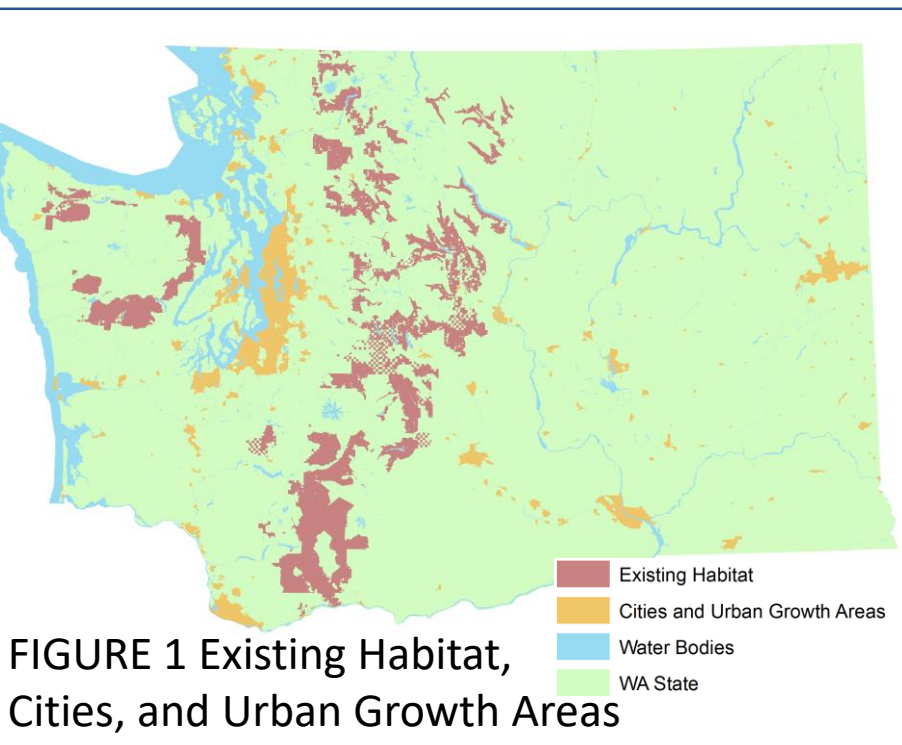 Existing Habitat
Cities and Urban Growth Areas
Water Bodies
WA State
FIGURE 1 Existing Habitat,
Cities, and Urban Growth Areas